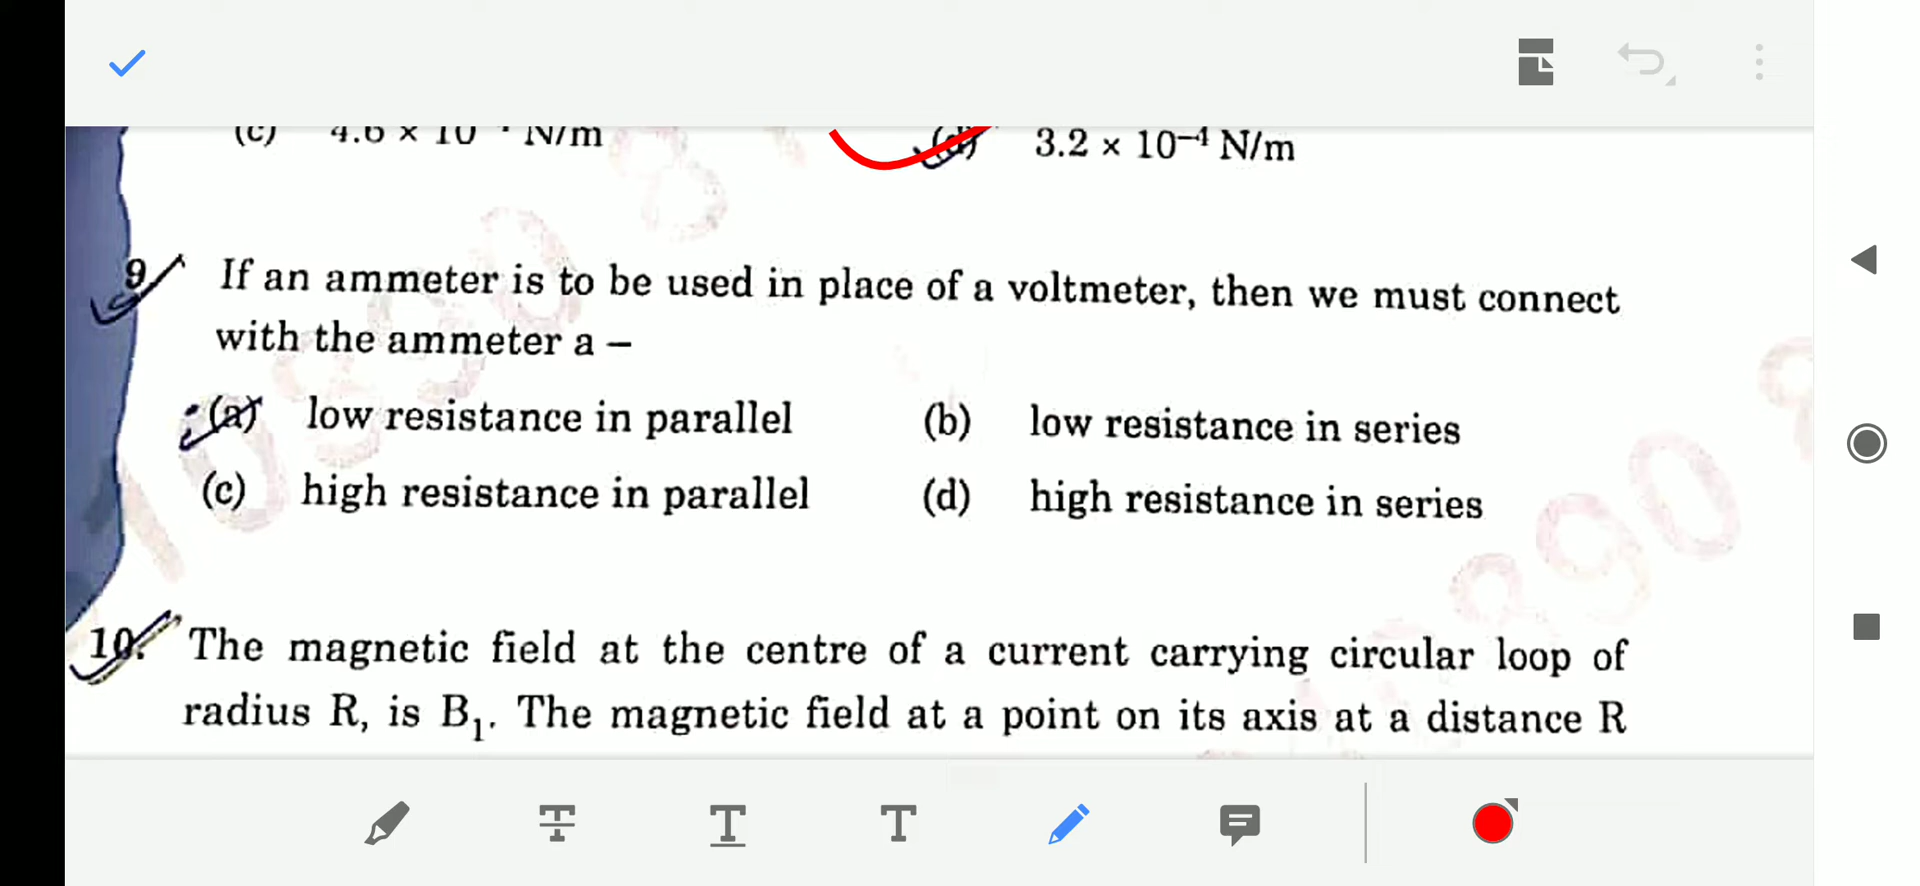 (d) 3.2 × 10⁻⁴ N/m
9. If an ammeter is to be used in place of a voltmeter, then we must connect
with the ammeter a –
(a) low resistance in parallel (b) low resistance in series
(c) high resistance in parallel (d) high resistance in series
10. The magnetic field at the centre of a current carrying circular loop of
radius R, is B₁. The magnetic field at a point on its axis at a distance R